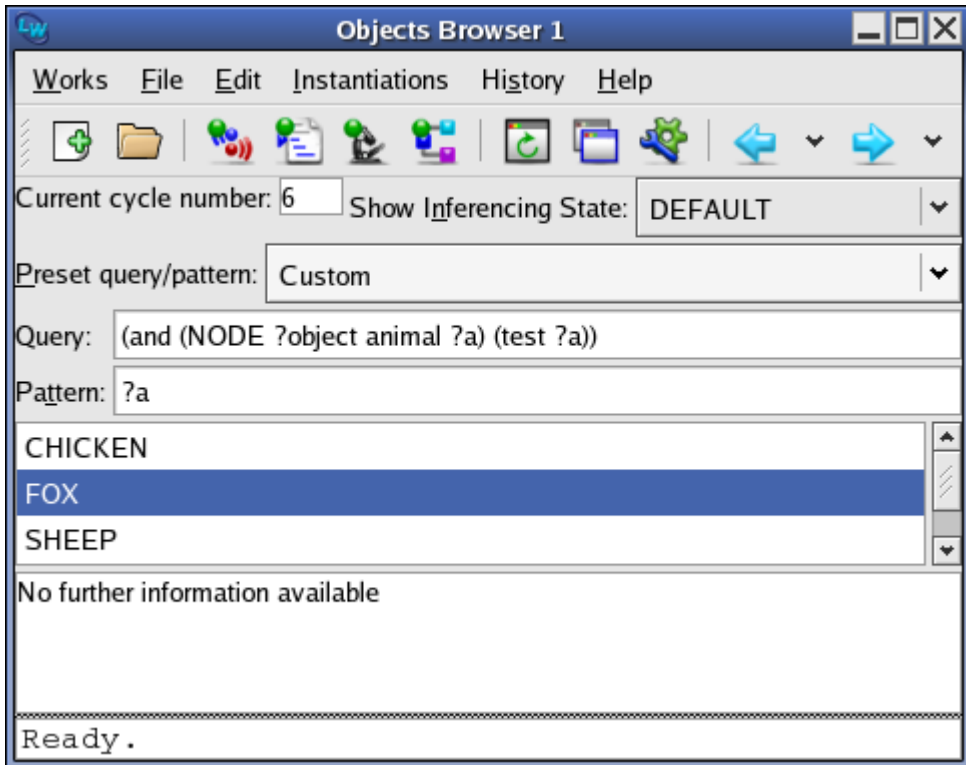 LW Objects Browser 1
Works File Edit Instantiations History Help
Current cycle number: 6 Show Inferencing State: DEFAULT
Preset query/pattern: Custom
Query: (and (NODE ?object animal ?a) (test ?a))
Pattern: ?a
CHICKEN
FOX
SHEEP
No further information available
Ready.